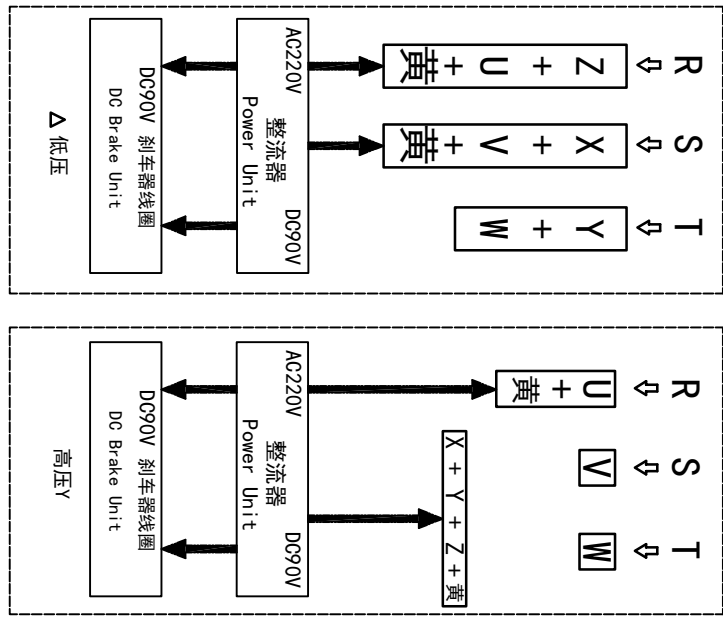 R S T
Z + U +黄
X + V +黄
Y + W
AC220V 整流器 DC90V
Power Unit
DC90V 刹车器线圈
DC Brake Unit
△ 低压
R S T
U+黄
V
W
X + Y + Z + 黄
AC220V 整流器 DC90V
Power Unit
DC90V 刹车器线圈
DC Brake Unit
高压Y